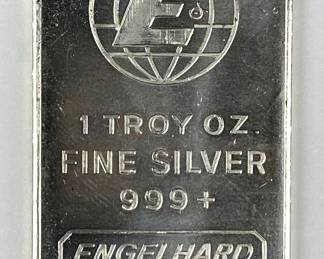 E
1 TROY OZ.
FINE SILVER
999+
ENGELHARD